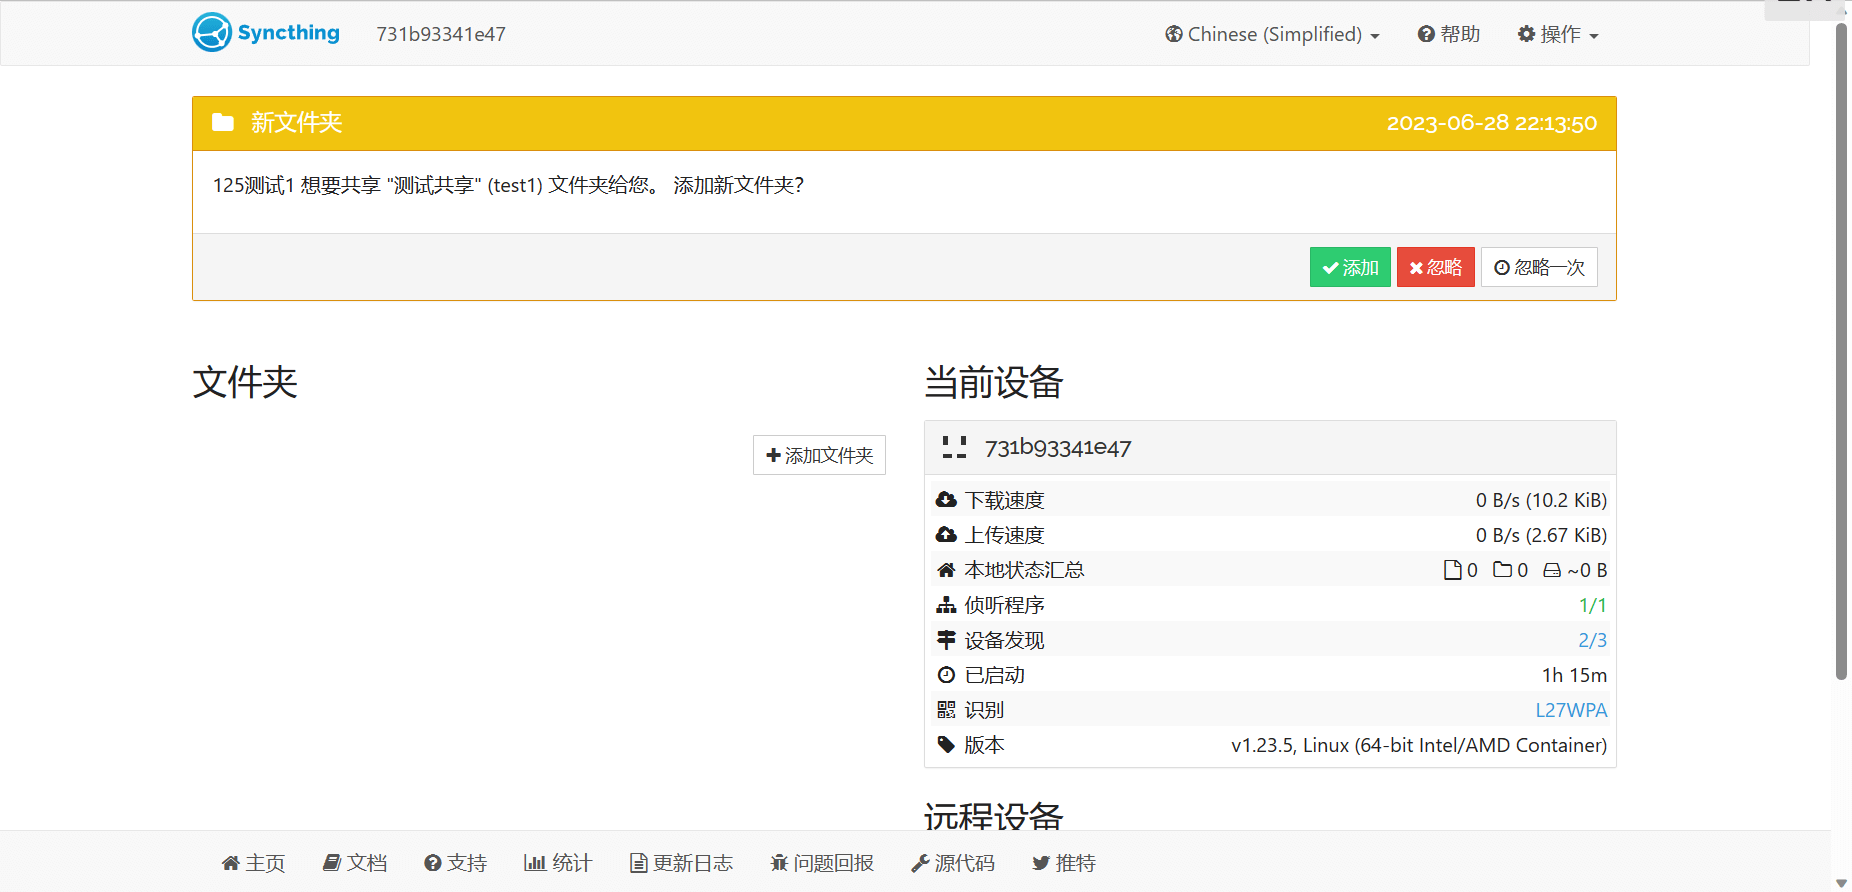 Syncthing 731b93341e47 Chinese (Simplified) 帮助 操作
新文件夹 2023-06-28 22:13:50
125测试1 想要共享 "测试共享" (test1) 文件夹给您。 添加新文件夹?
添加 忽略 忽略一次
文件夹
添加文件夹
当前设备
731b93341e47
下载速度 0 B/s (10.2 KiB)
上传速度 0 B/s (2.67 KiB)
本地状态汇总 0 0 ~0 B
侦听程序 1/1
设备发现 2/3
已启动 1h 15m
识别 L27WPA
版本 v1.23.5, Linux (64-bit Intel/AMD Container)
远程设备
主页 文档 支持 统计 更新日志 问题回报 源代码 推特